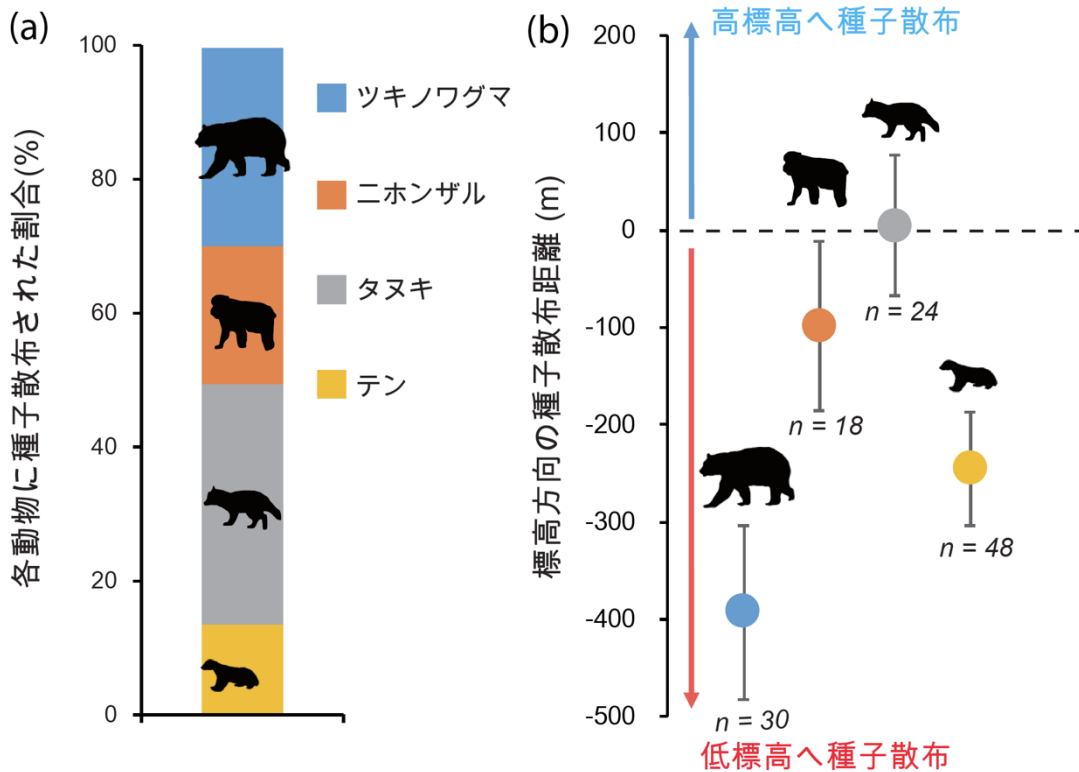 (a)
各動物に種子散布された割合(%)
100
80
60
40
20
0
ツキノワグマ
ニホンザル
タヌキ
テン
(b)
高標高へ種子散布
標高方向の種子散布距離 (m)
200
100
0
-100
-200
-300
-400
-500
n = 24
n = 18
n = 48
n = 30
低標高へ種子散布